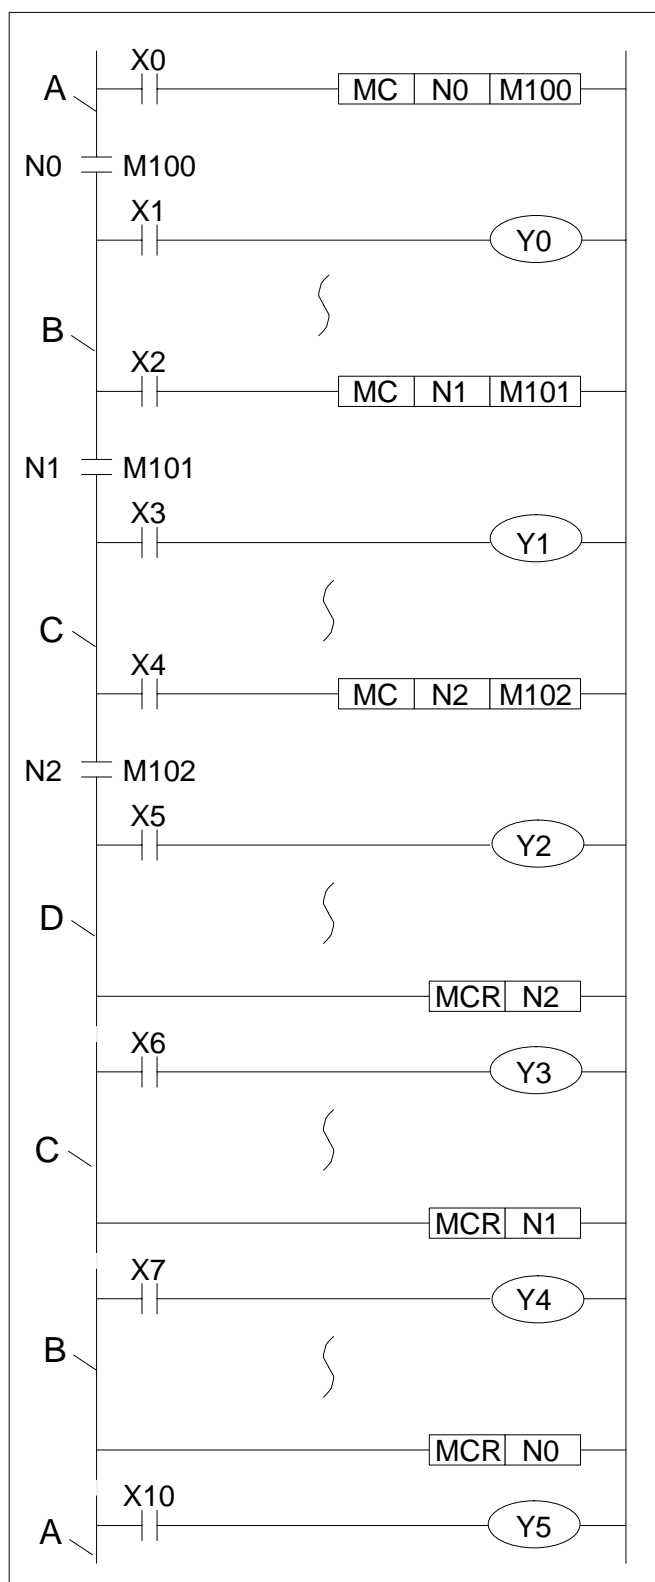 X0
A MC N0 M100
N0 M100
X1
Y0
B
X2
MC N1 M101
N1 M101
X3
Y1
C
X4
MC N2 M102
N2 M102
X5
Y2
D
MCR N2
X6
Y3
C
MCR N1
X7
Y4
B
MCR N0
X10
A Y5